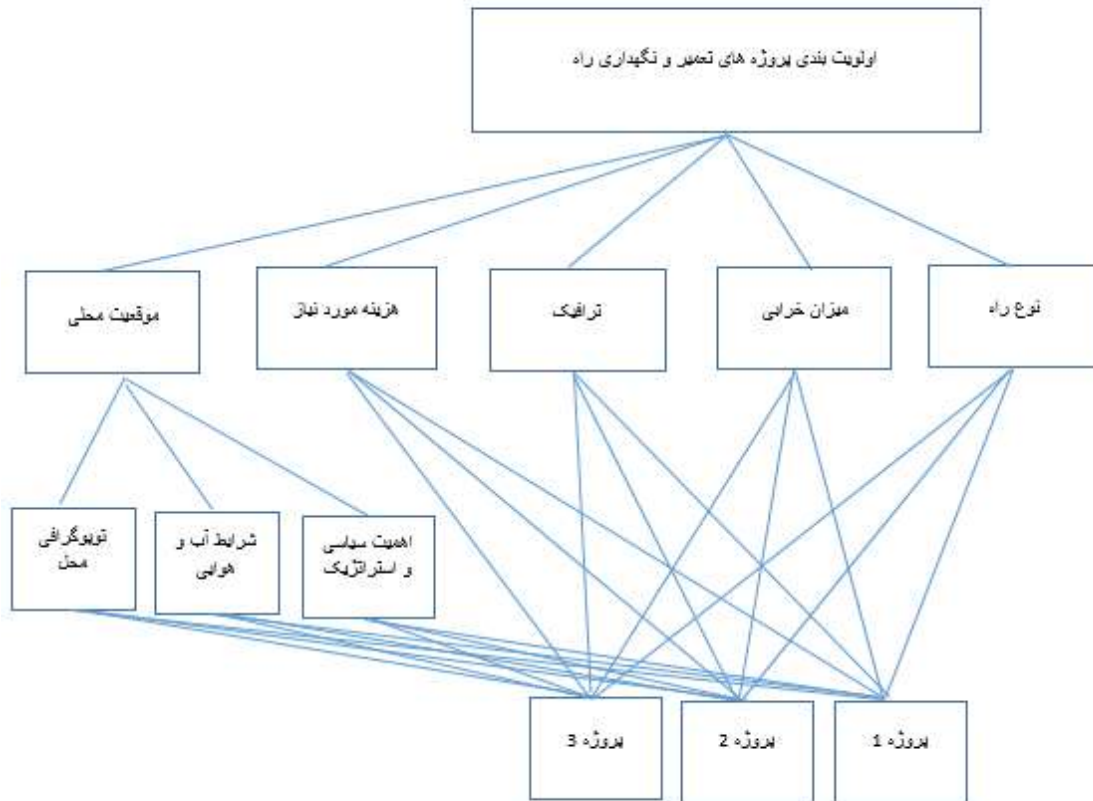 اولویت بندی پروژه های تعمیر و نگهداری راه
نوع راه
میزان خرابی
ترافیک
هزینه مورد نیاز
موقعیت محلی
اهمیت سیاسی
و استراتژیک
شرایط آب و
هوایی
توپوگرافی
محل
پروژه 1
پروژه 2
پروژه 3